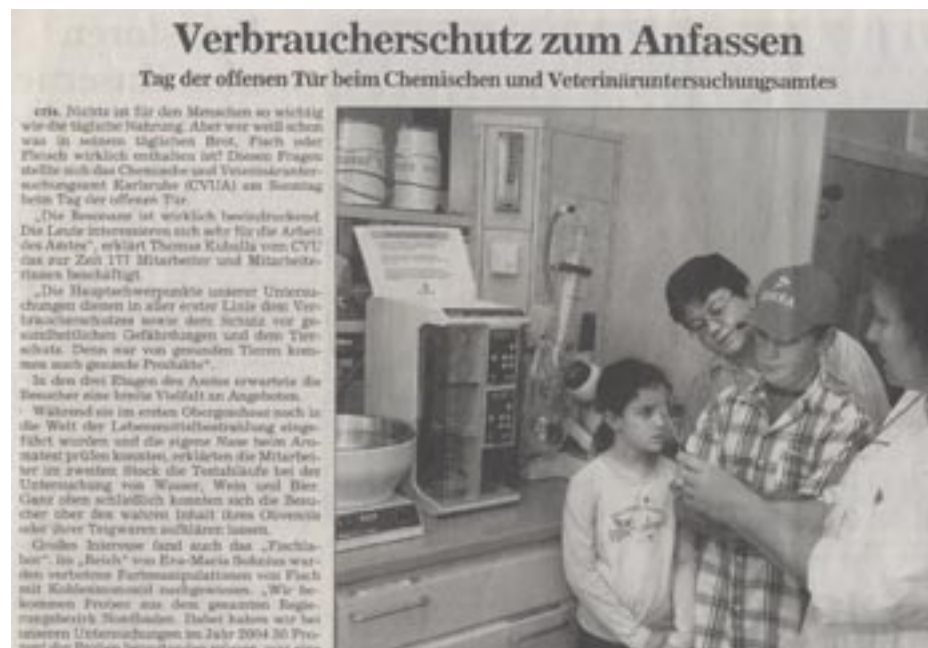 Verbraucherschutz zum Anfassen
Tag der offenen Tür beim Chemischen und Veterinäruntersuchungsamtes
cris. Nichts ist für den Menschen so wichtig
wie die tägliche Nahrung. Aber wer weiß schon
was in seinem täglichen Brot, Fisch oder
Fleisch wirklich enthalten ist? Diesen Fragen
stellte sich das Chemische und Veterinärunter-
suchungsamt Karlsruhe (CVUA) am Sonntag
beim Tag der offenen Tür.
„Die Resonanz ist wirklich beeindruckend.
Die Leute interessieren sich sehr für die Arbeit
des Amtes“, erklärt Thomas Kuballa vom CVU
das zur Zeit 177 Mitarbeiter und Mitarbeite-
rinnen beschäftigt.
„Die Hauptschwerpunkte unserer Untersu-
chungen dienen in aller erster Linie dem Ver-
braucherschutzes sowie dem Schutz vor ge-
sundheitlichen Gefährdungen und dem Tier-
schutz. Denn nur von gesunden Tieren kom-
men auch gesunde Produkte“.
In den drei Etagen des Amtes erwartete die
Besucher eine breite Vielfalt an Angeboten.
Während sie im ersten Obergeschoss noch in
die Welt der Lebensmittelbestrahlung einge-
führt wurden und die eigene Nase beim Aro-
matest prüfen konnten, erklärten die Mitarbei-
ter im zweiten Stock die Testabläufe bei der
Untersuchung von Wasser, Wein und Bier.
Ganz oben schließlich konnten sich die Besu-
cher über den wahren Inhalt ihres Olivenöls
oder ihrer Teigwaren aufklären lassen.
Großes Interesse fand auch das „Fischla-
bor“. Im „Reich“ von Eva-Maria wur-
den verbotene Farbmanipulationen von Fisch
mit Kohlenmonoxid nachgewiesen. „Wir be-
kommen Proben aus dem gesamten Regie-
rungsbezirk Nordbaden. Dabei haben wir bei
unseren Untersuchungen im Jahr 2004 30 Pro-